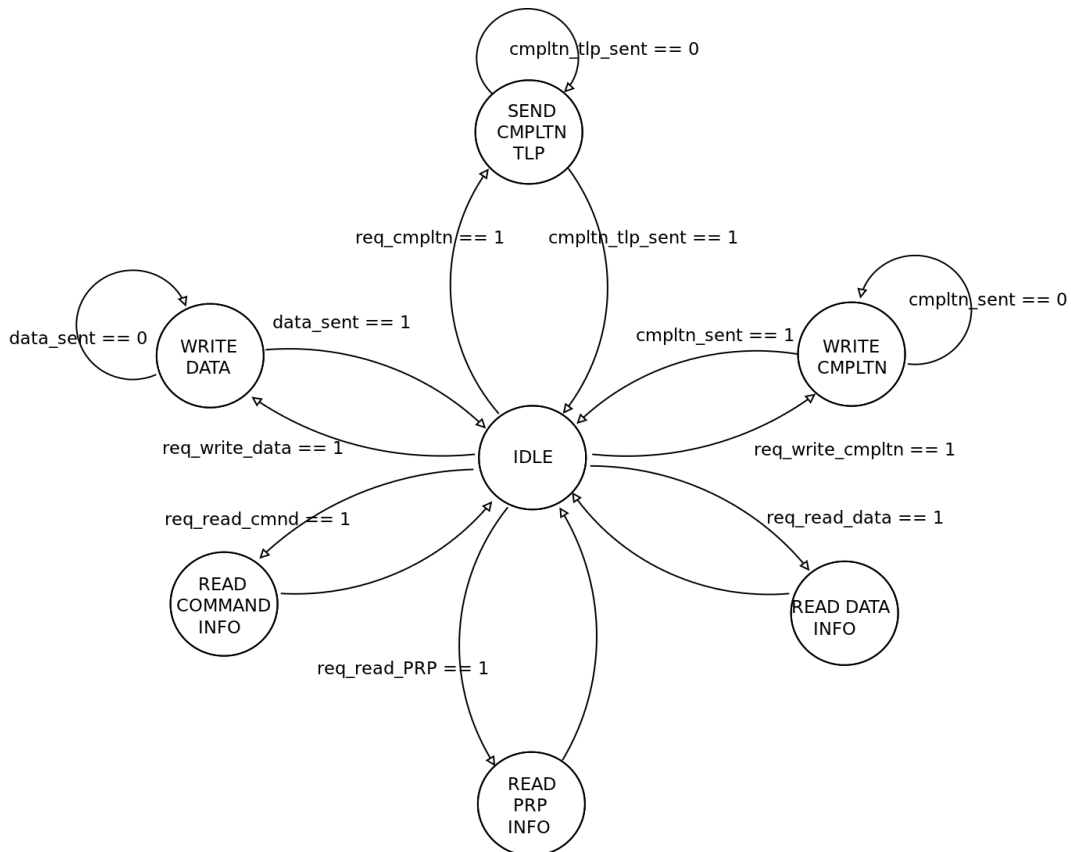 cmpltn_tlp_sent == 0
SEND
CMPLTN
TLP
req_cmpltn == 1
cmpltn_tlp_sent == 1
data_sent == 0
WRITE
DATA
data_sent == 1
cmpltn_sent == 1
WRITE
CMPLTN
cmpltn_sent == 0
req_write_data == 1
IDLE
req_write_cmpltn == 1
req_read_cmnd == 1
req_read_data == 1
READ
COMMAND
INFO
READ DATA
INFO
req_read_PRP == 1
READ
PRP
INFO